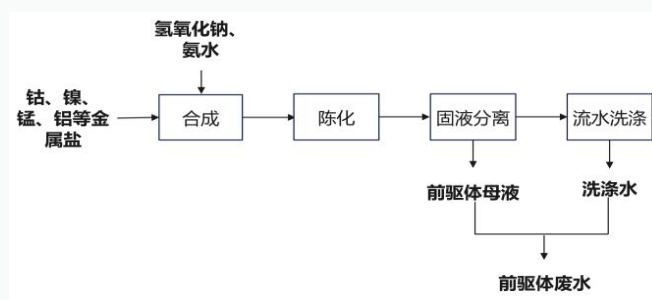 氢氧化钠、
氨水
钴、镍、
锰、铝等金
属盐
合成
陈化
固液分离
流水洗涤
前驱体母液
洗涤水
前驱体废水